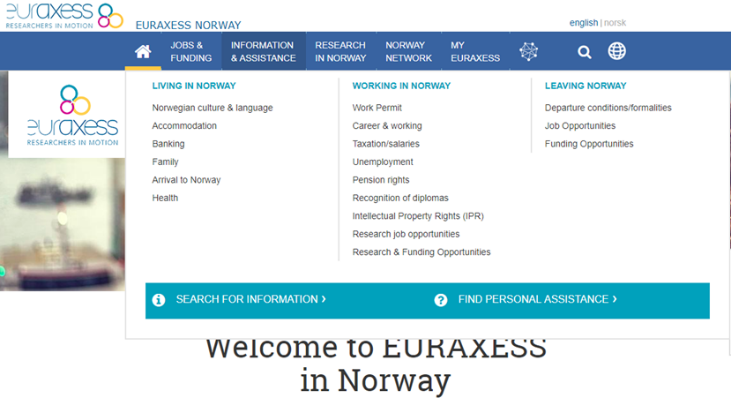 euraxess
RESEARCHERS IN MOTION
EURAXESS NORWAY
english | norsk
JOBS & FUNDING
INFORMATION & ASSISTANCE
RESEARCH IN NORWAY
NORWAY NETWORK
MY EURAXESS
euraxess
RESEARCHERS IN MOTION
LIVING IN NORWAY
Norwegian culture & language
Accommodation
Banking
Family
Arrival to Norway
Health
WORKING IN NORWAY
Work Permit
Career & working
Taxation/salaries
Unemployment
Pension rights
Recognition of diplomas
Intellectual Property Rights (IPR)
Research job opportunities
Research & Funding Opportunities
LEAVING NORWAY
Departure conditions/formalities
Job Opportunities
Funding Opportunities
SEARCH FOR INFORMATION ›
FIND PERSONAL ASSISTANCE ›
Welcome to EURAXESS
in Norway